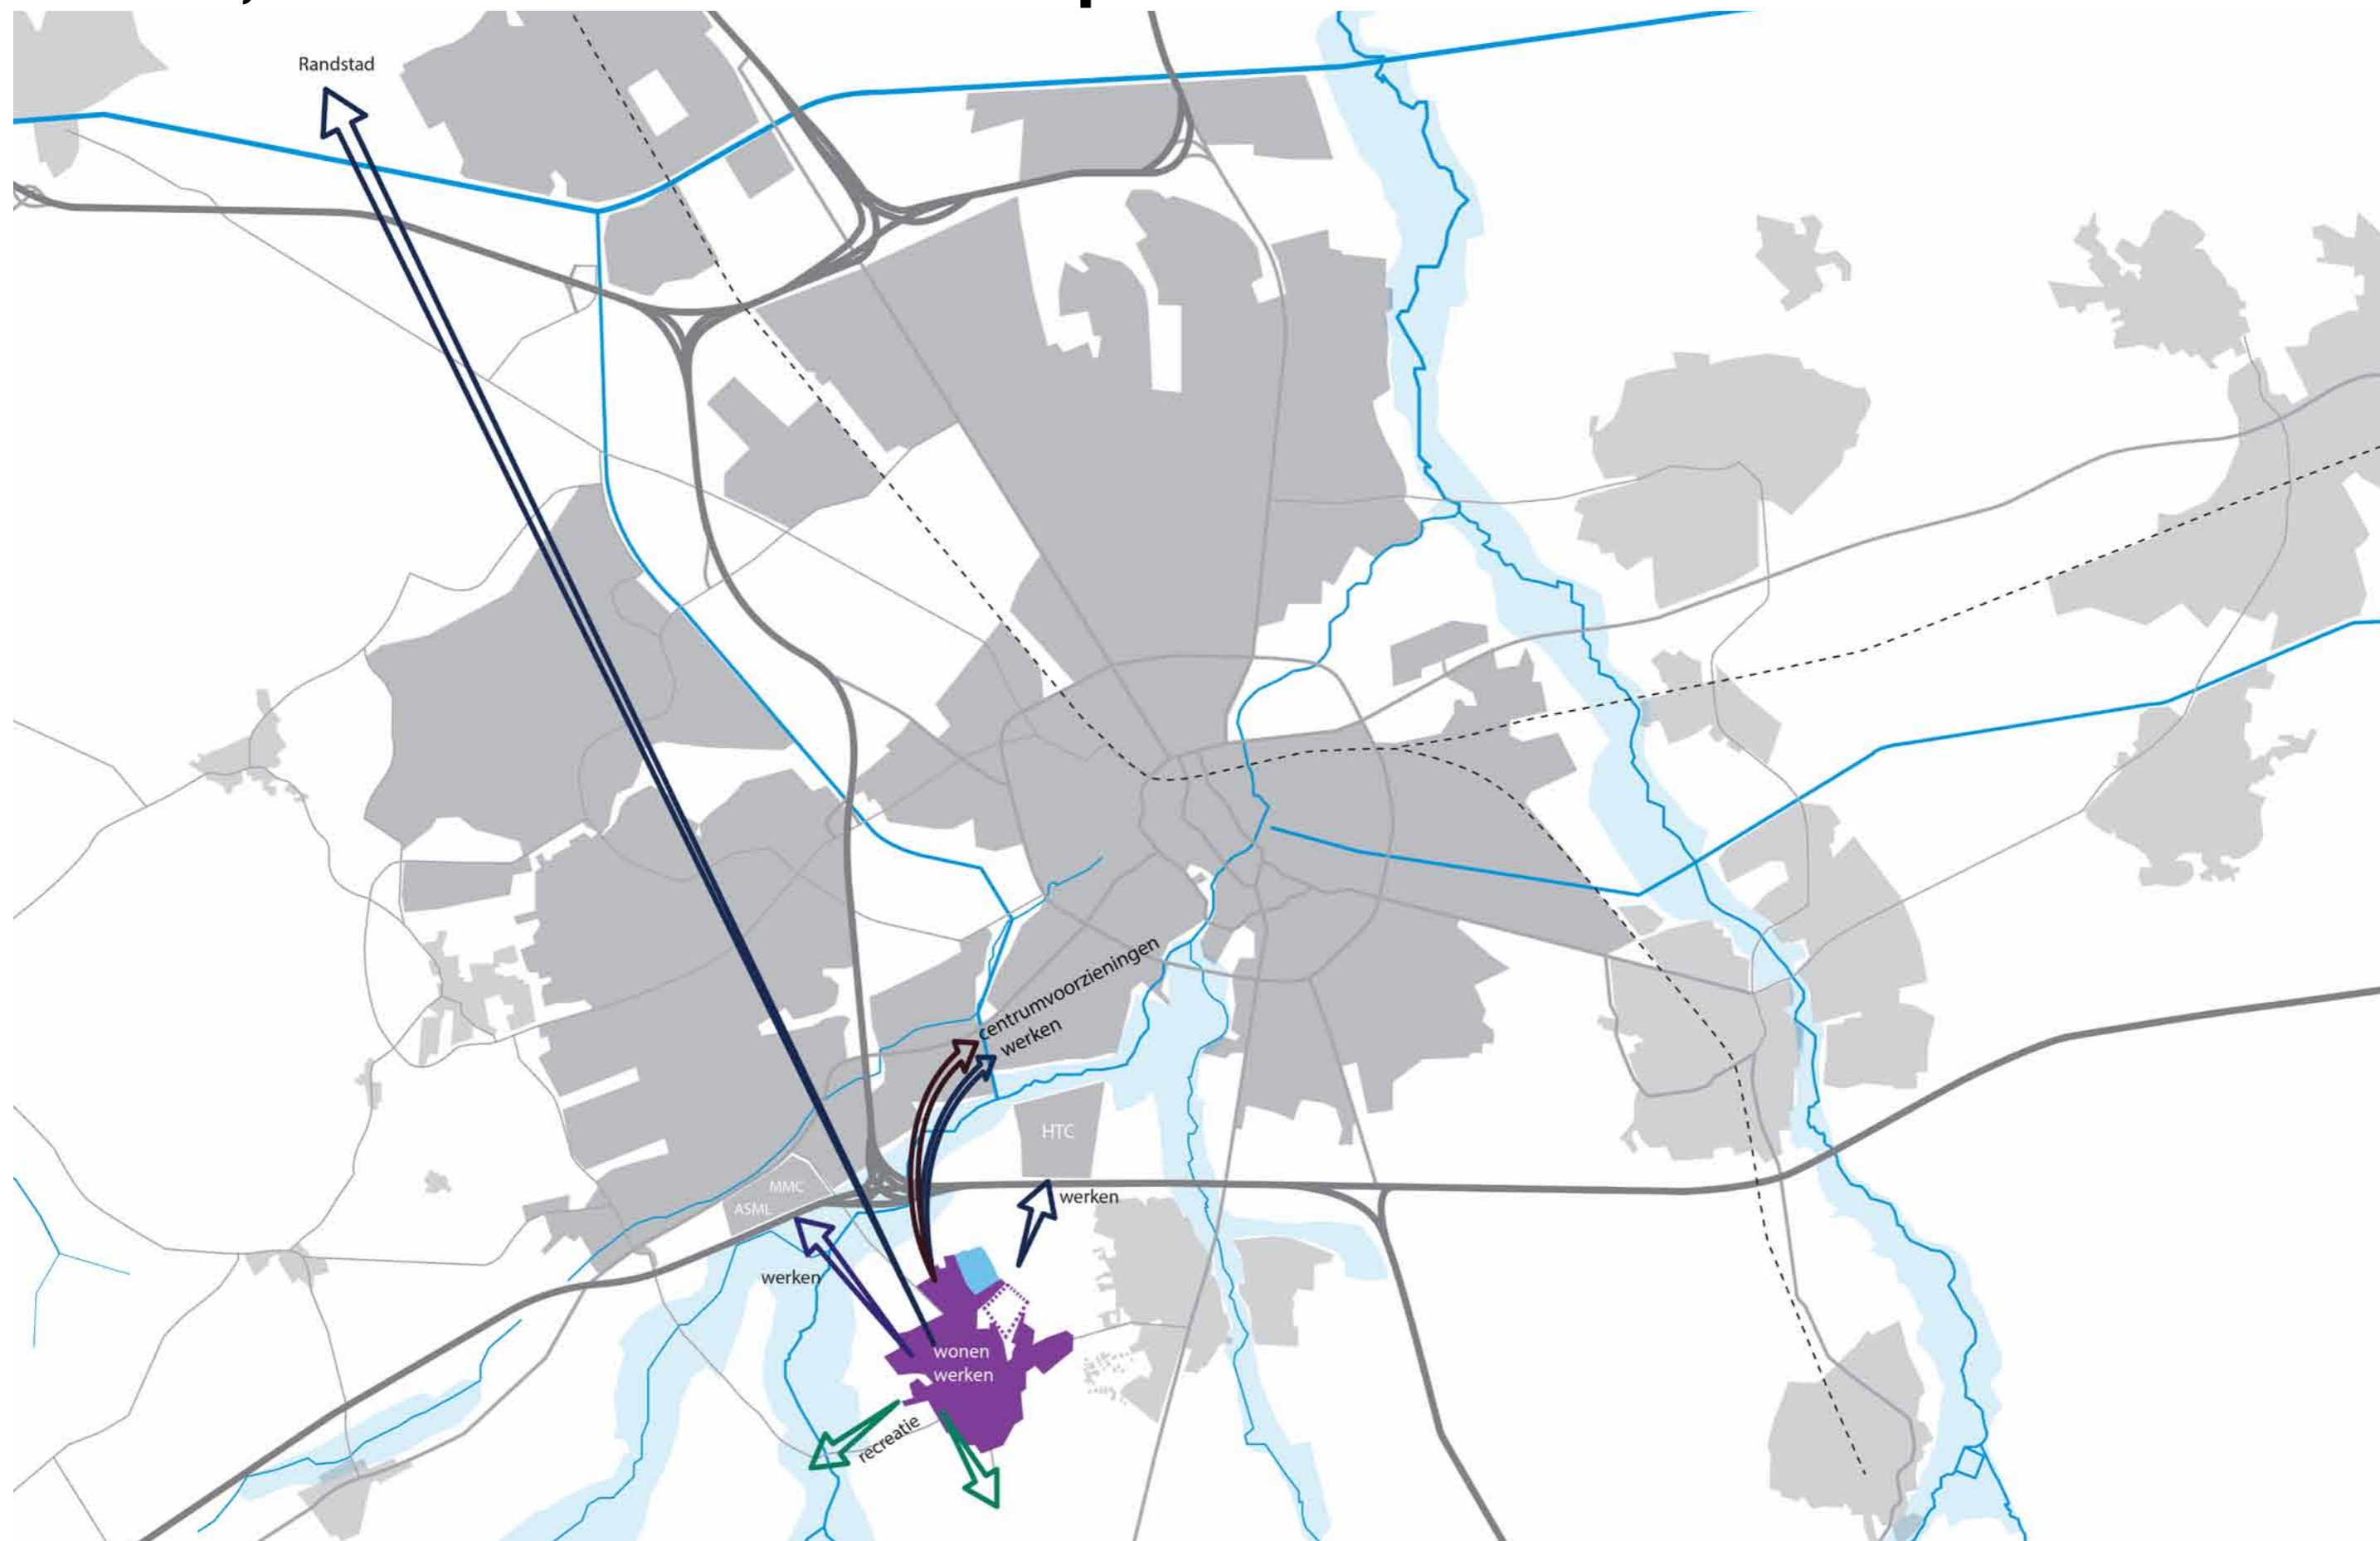 Randstad
centrumvoorzieningen
werken
HTC
MMC
ASML
werken
werken
wonen
werken
recreatie